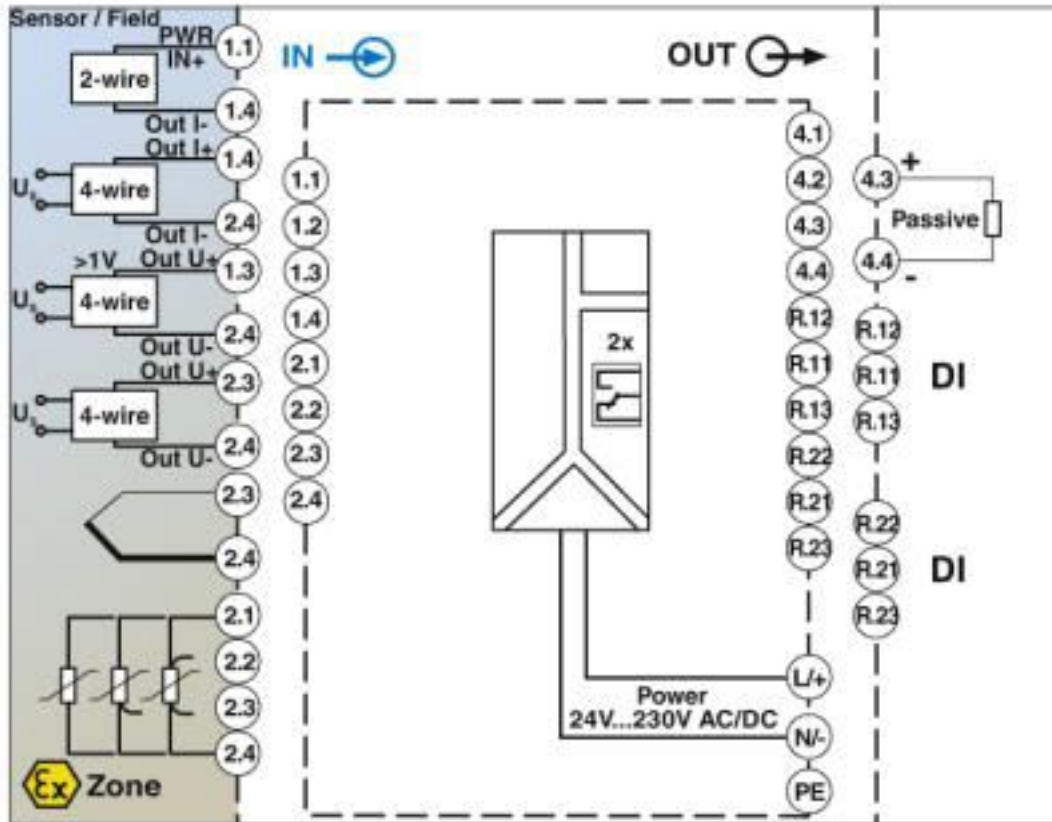 Sensor / Field
PWR
IN+
1.1
2-wire
1.4
Out I-
Out I+
1.4
Us
4-wire
2.4
Out I-
>1V
Out U+
1.3
Us
4-wire
2.4
Out U-
Out U+
2.3
Us
4-wire
2.4
Out U-
2.3
2.4
2.1
2.2
2.3
2.4
Ex
Zone
IN
OUT
1.1
1.2
1.3
1.4
2.1
2.2
2.3
2.4
2x
Power
24V...230V AC/DC
4.1
4.2
4.3
4.4
R.12
R.11
R.13
R.22
R.21
R.23
L/+
N/-
PE
4.3
+
Passive
4.4
-
R.12
R.11
DI
R.13
R.22
R.21
DI
R.23